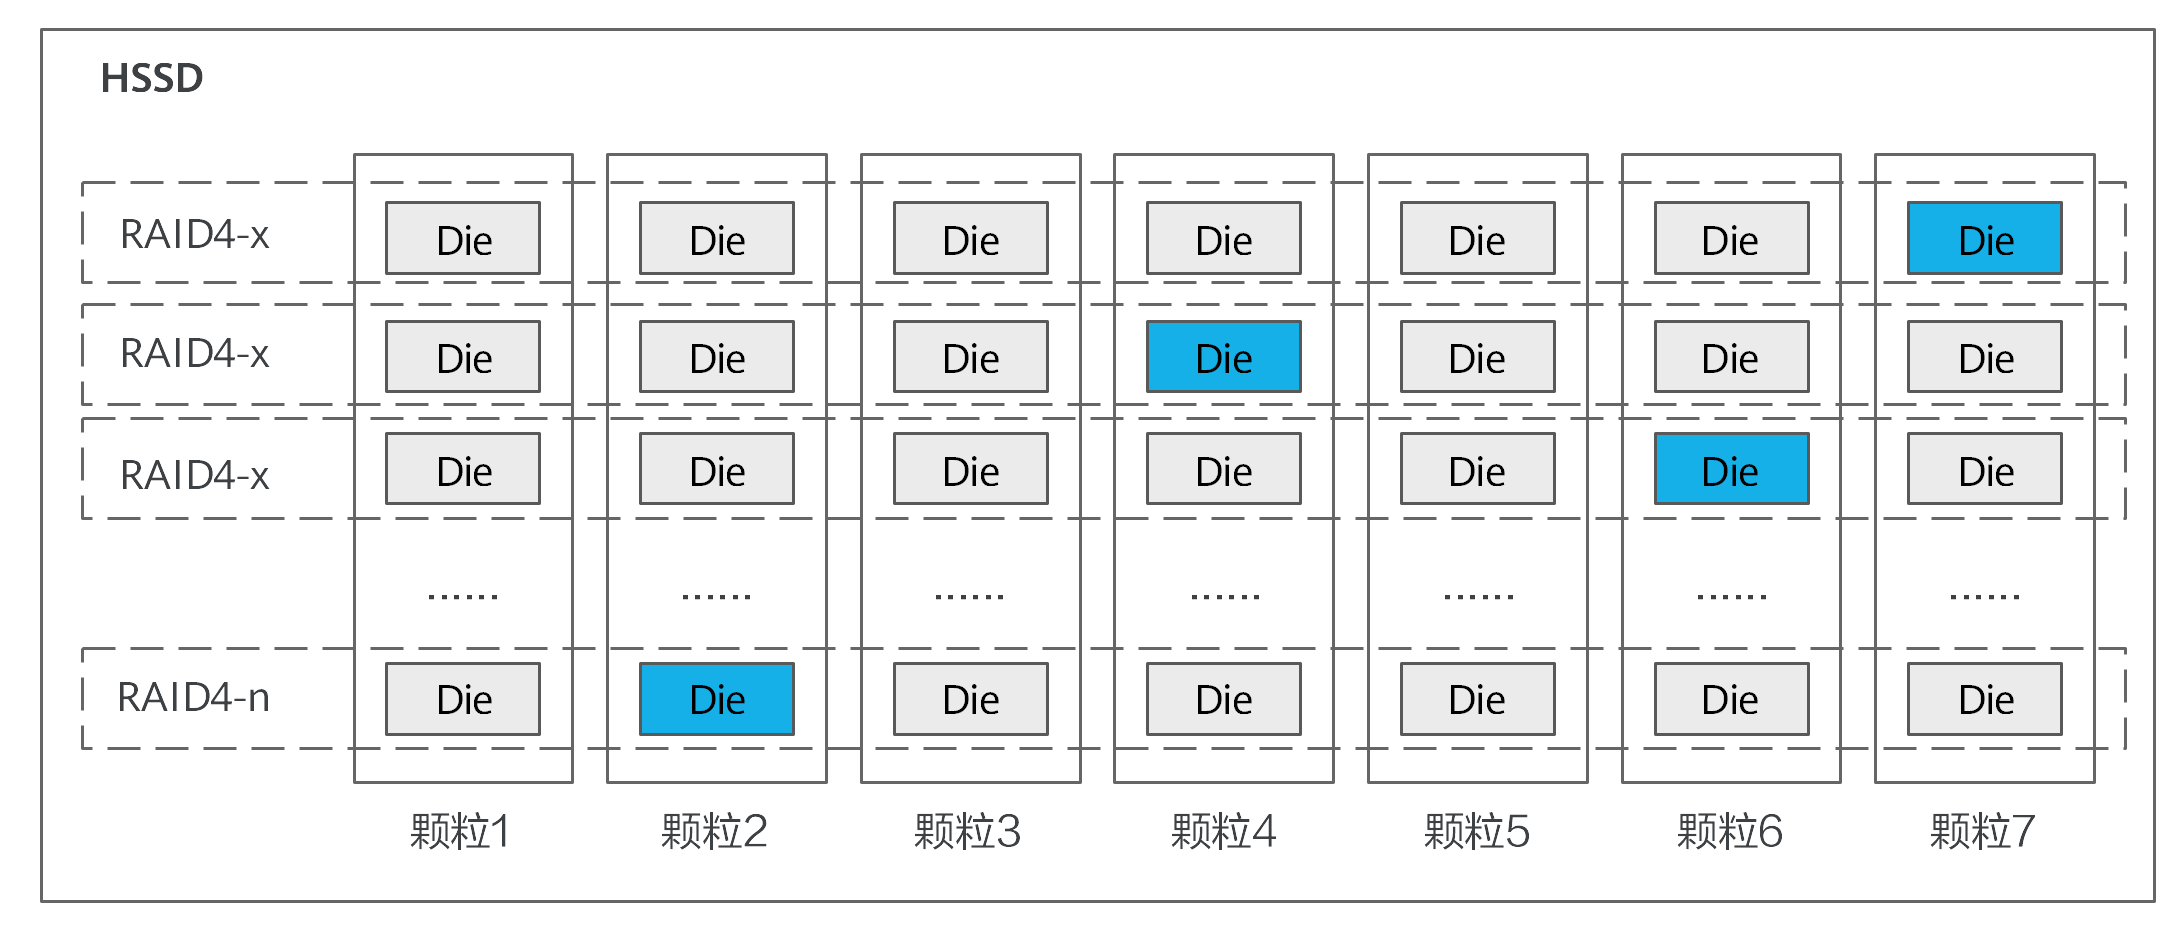 HSSD
RAID4-x Die Die Die Die Die Die Die
RAID4-x Die Die Die Die Die Die Die
RAID4-x Die Die Die Die Die Die Die
...... ...... ...... ...... ...... ...... ......
RAID4-n Die Die Die Die Die Die Die
颗粒1 颗粒2 颗粒3 颗粒4 颗粒5 颗粒6 颗粒7